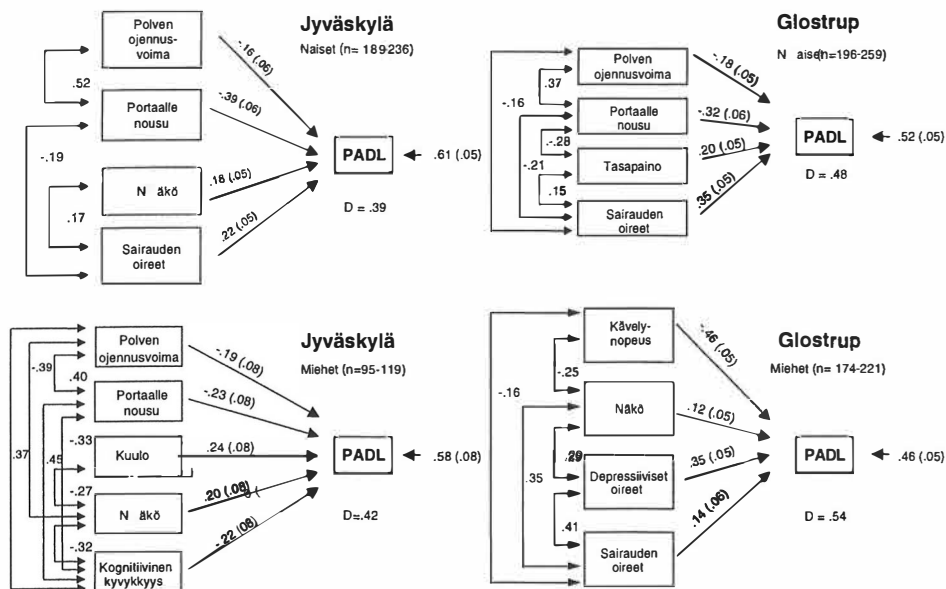 Jyväskylä
Naiset (n= 189-236)
Polven
ojennus-
voima
Portaalle
nousu
N äkö
Sairauden
oireet
.52
-.19
.17
-.16 (.06)
-.39 (.06)
.18 (.05)
.22 (.05)
PADL
.61 (.05)
D = .39
Glostrup
N aise(n=196-259)
Polven
ojennusvoima
Portaalle
nousu
Tasapaino
Sairauden
oireet
.37
-.16
-.28
-.21
.15
-.18 (.05)
-.32 (.06)
.20 (.05)
.35 (.05)
PADL
.52 (.05)
D = .48
Jyväskylä
Miehet (n=95-119)
Polven
ojennusvoima
Portaalle
nousu
Kuulo
N äkö
Kognitiivinen
kyvykkyys
-.39
.40
-.33
.37
.45
-.27
-.32
-.19 (.08)
-.23 (.08)
.24 (.08)
.20 (.08)
-.22 (08)
PADL
.58 (.08)
D=.42
Glostrup
Miehet (n= 174-221)
Kävely-
nopeus
Näkö
Depressiiviset
oireet
Sairauden
oireet
-.25
-.16
.29
.35
.41
-.46 (.05)
.12 (.05)
.35 (.05)
.14 (.06)
PADL
.46 (.05)
D = .54